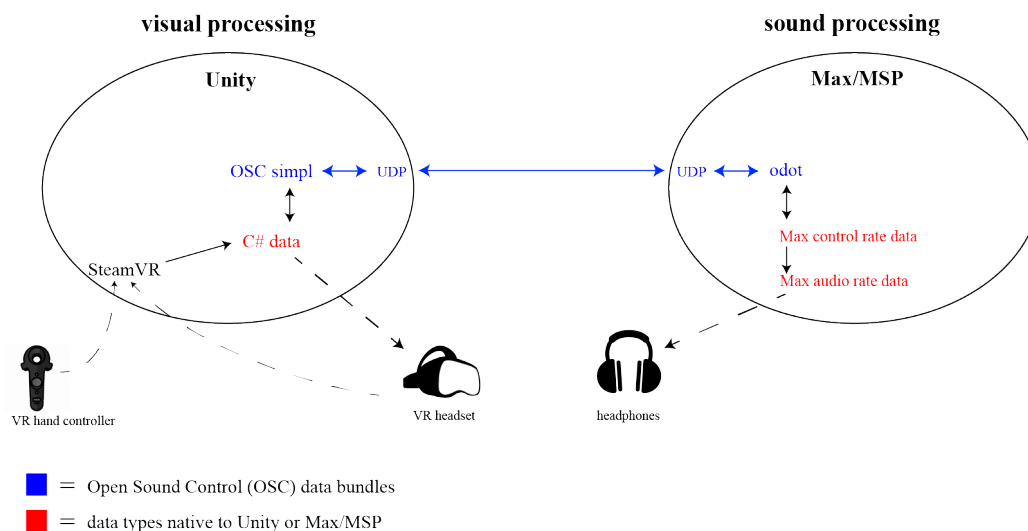 visual processing
sound processing
Unity
Max/MSP
OSC simpl
UDP
UDP
odot
C# data
Max control rate data
SteamVR
Max audio rate data
VR hand controller
VR headset
headphones
= Open Sound Control (OSC) data bundles
= data types native to Unity or Max/MSP